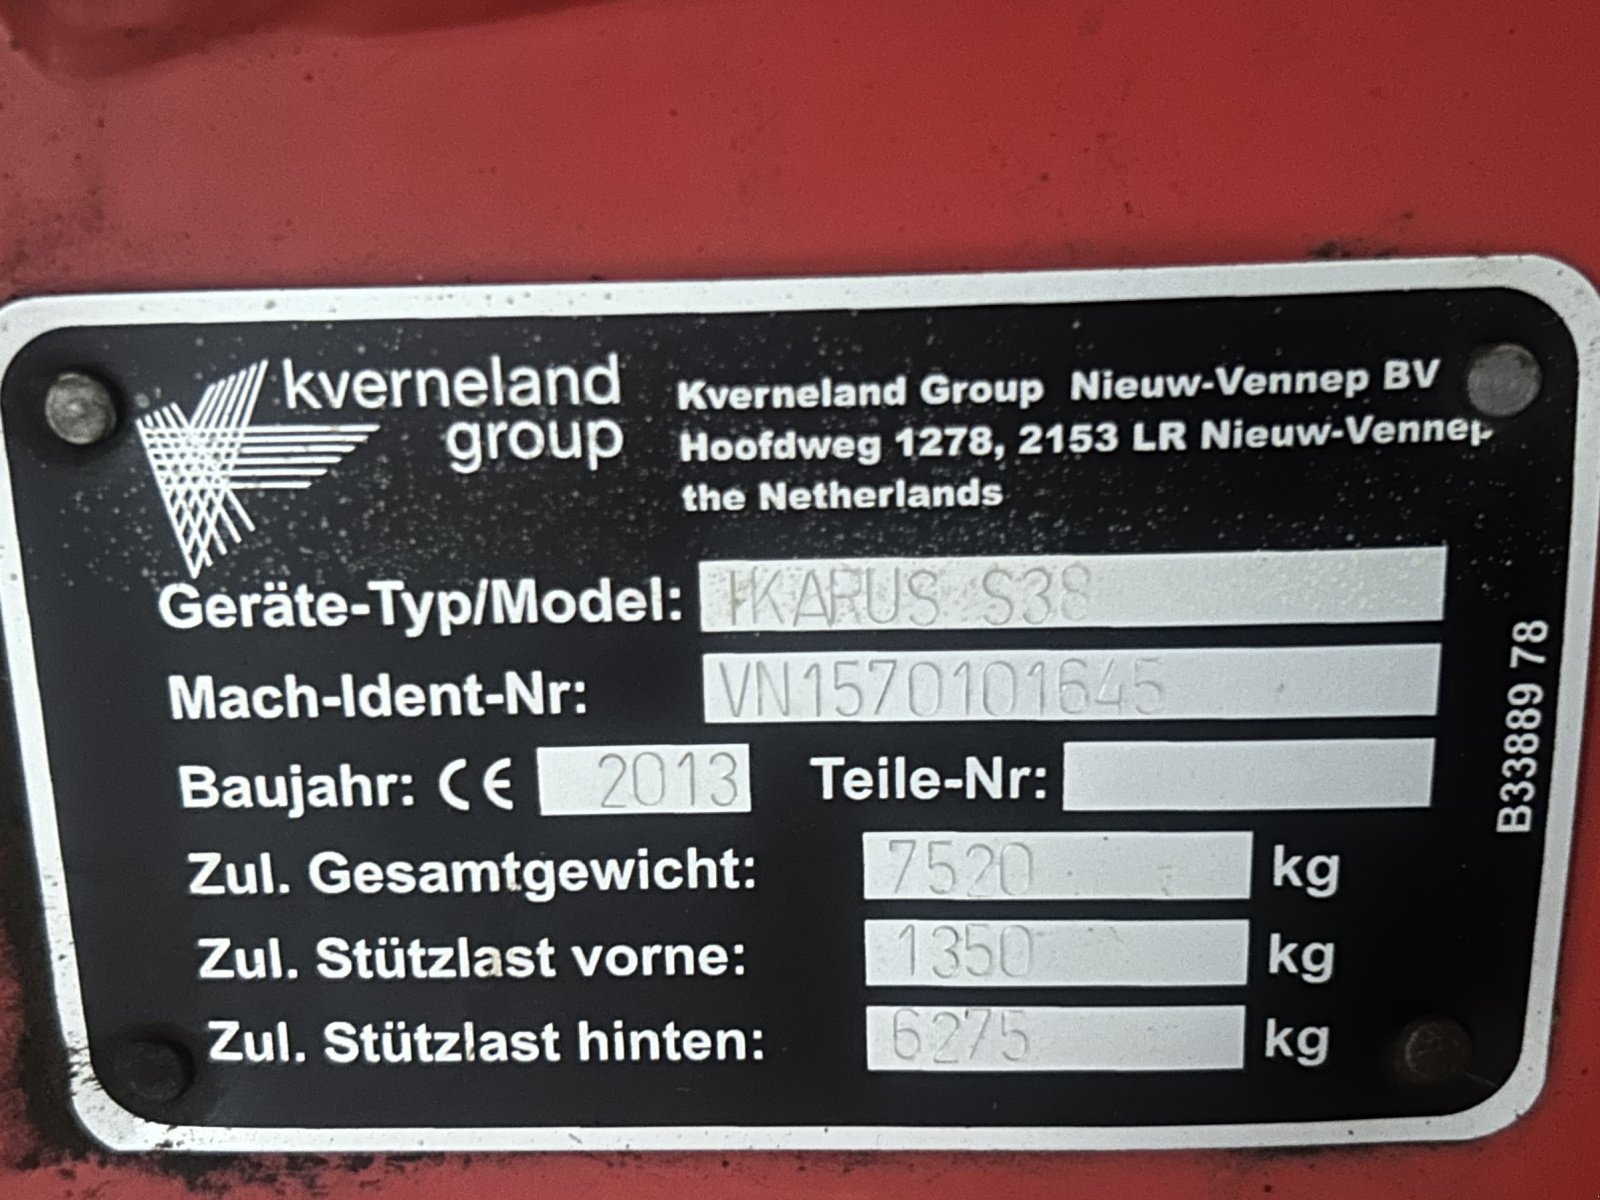 kverneland
group
Kverneland Group Nieuw-Vennep BV
Hoofdweg 1278, 2153 LR Nieuw-Vennep
the Netherlands
Geräte-Typ/Model: IKARUS S38
Mach-Ident-Nr: VN1570101645
Baujahr: CE 2013 Teile-Nr:
Zul. Gesamtgewicht: 7520 kg
Zul. Stützlast vorne: 1350 kg
Zul. Stützlast hinten: 6275 kg
B33889 78